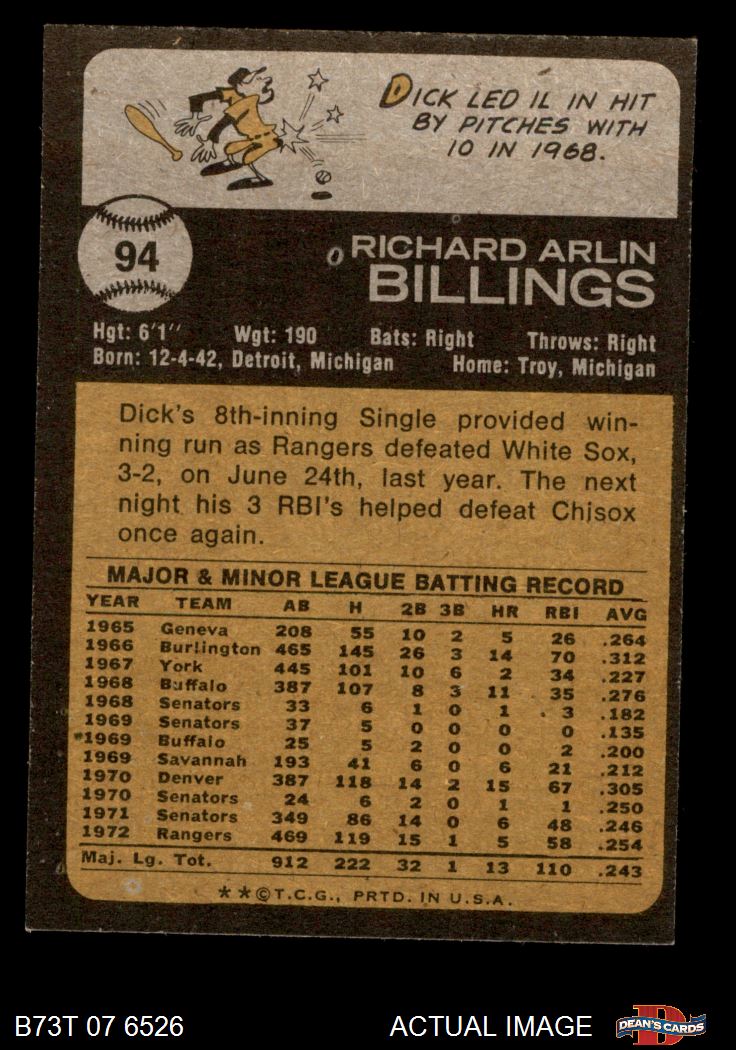 DICK LED IL IN HIT
BY PITCHES WITH
10 IN 1968.
94
RICHARD ARLIN
BILLINGS
Hgt: 6'1" Wgt: 190 Bats: Right Throws: Right
Born: 12-4-42, Detroit, Michigan Home: Troy, Michigan
Dick's 8th-inning Single provided win-
ning run as Rangers defeated White Sox,
3-2, on June 24th, last year. The next
night his 3 RBI's helped defeat Chisox
once again.
MAJOR & MINOR LEAGUE BATTING RECORD
YEAR TEAM AB H 2B 3B HR RBI AVG
1965 Geneva 208 55 10 2 5 26 .264
1966 Burlington 465 145 26 3 14 70 .312
1967 York 445 101 10 6 2 34 .227
1968 Buffalo 387 107 8 3 11 35 .276
1968 Senators 33 6 1 0 1 3 .182
1969 Senators 37 5 0 0 0 0 .135
1969 Buffalo 25 5 2 0 0 2 .200
1969 Savannah 193 41 6 0 6 21 .212
1970 Denver 387 118 14 2 15 67 .305
1970 Senators 24 6 2 0 1 1 .250
1971 Senators 349 86 14 0 6 48 .246
1972 Rangers 469 119 15 1 5 58 .254
Maj. Lg. Tot. 912 222 32 1 13 110 .243
**©T.C.G., PRTD. IN U.S.A.
B73T 07 6526 ACTUAL IMAGE
D
DEAN'S CARDS